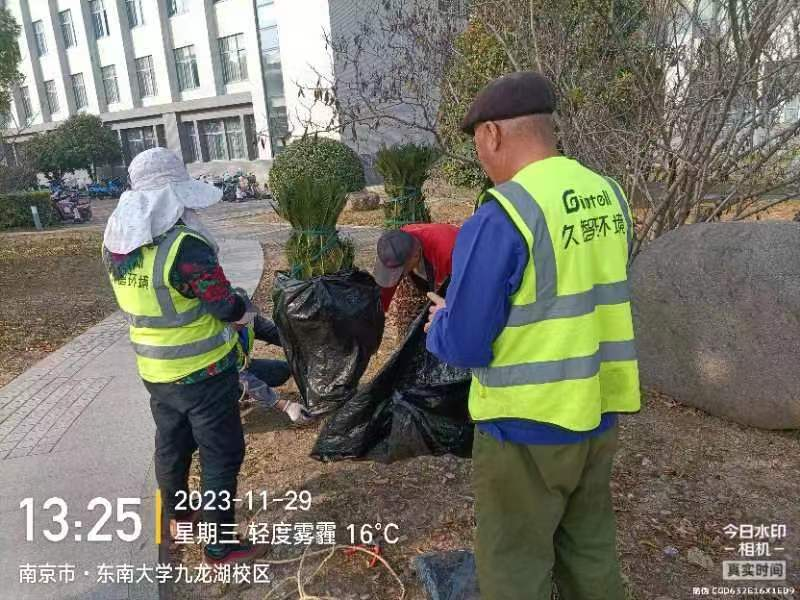 Gintell
久智环境
13:25
2023-11-29
星期三 轻度雾霾 16°C
南京市·东南大学九龙湖校区
今日水印
相机
真实时间